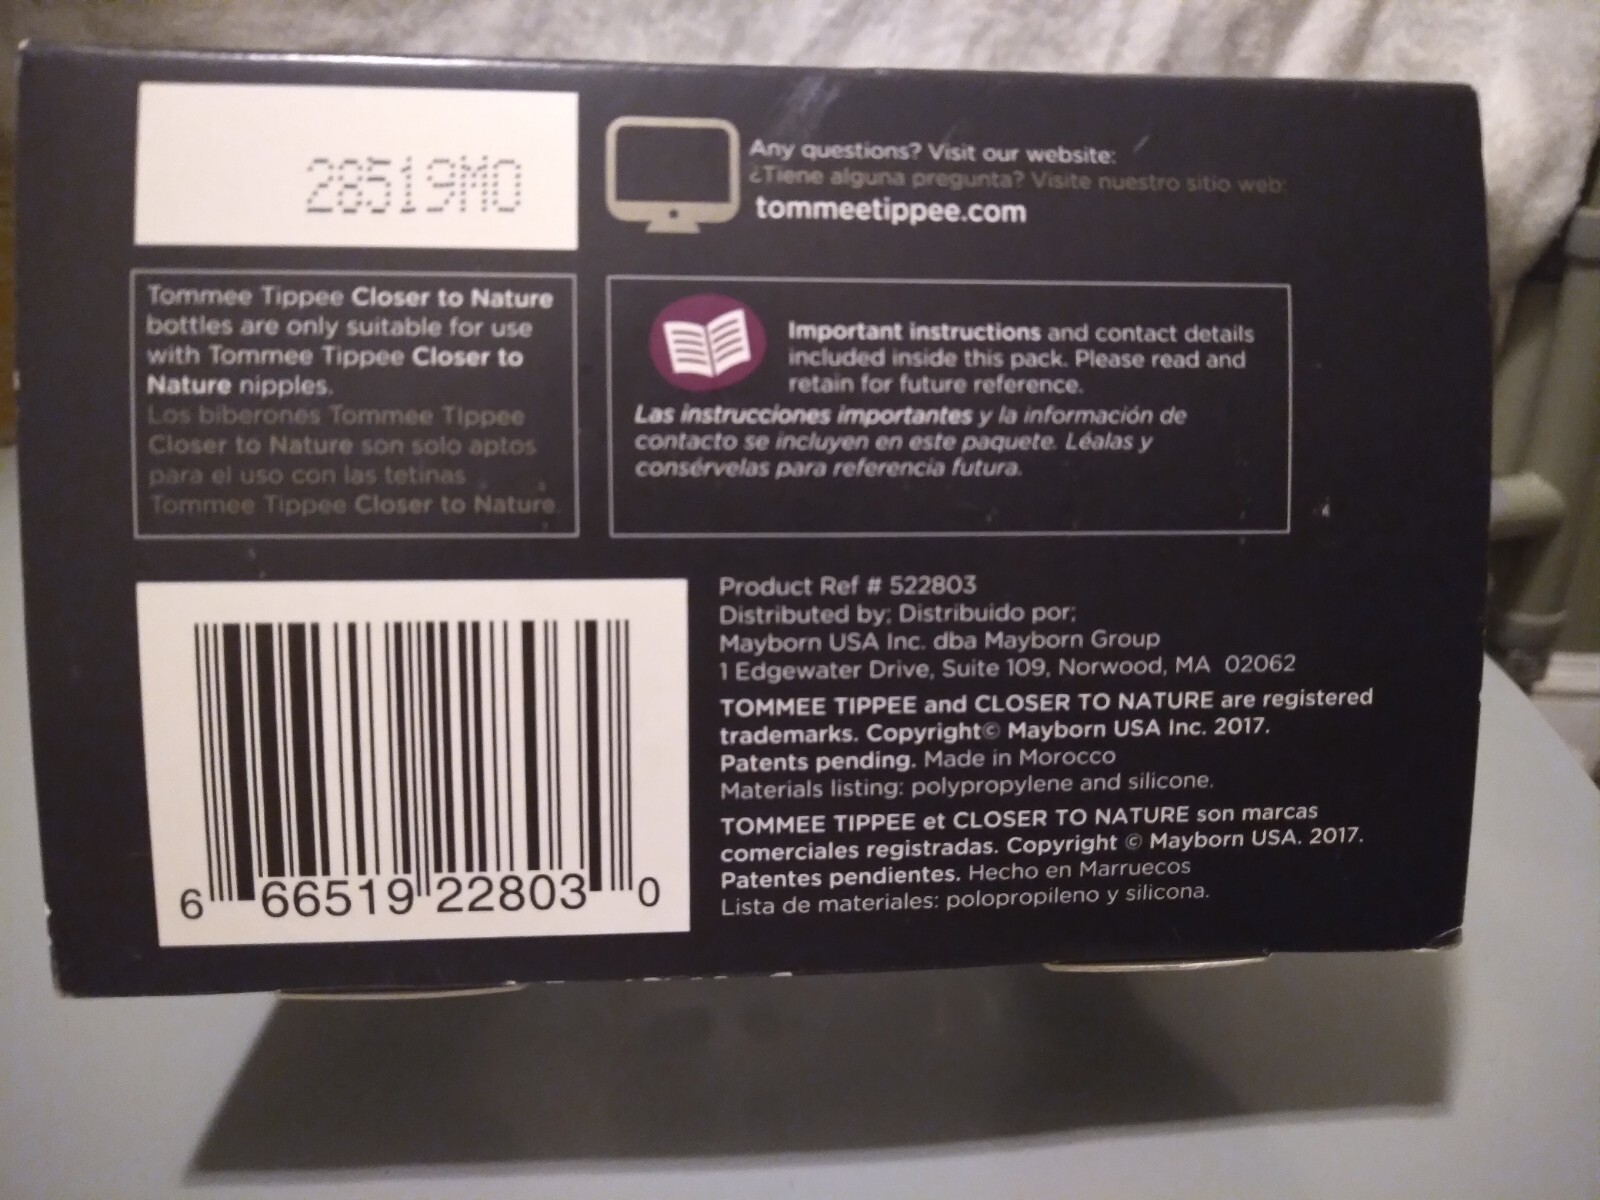 28519M0
Any questions? Visit our website:
¿Tiene alguna pregunta? Visite nuestro sitio web:
tommeetippee.com
Tommee Tippee Closer to Nature
bottles are only suitable for use
with Tommee Tippee Closer to
Nature nipples.
Los biberones Tommee TIppee
Closer to Nature son solo aptos
para el uso con las tetinas
Tommee Tippee Closer to Nature.
Important instructions and contact details
included inside this pack. Please read and
retain for future reference.
Las instrucciones importantes y la información de
contacto se incluyen en este paquete. Léalas y
consérvelas para referencia futura.
6 66519 22803 0
Product Ref # 522803
Distributed by; Distribuido por;
Mayborn USA Inc. dba Mayborn Group
1 Edgewater Drive, Suite 109, Norwood, MA 02062
TOMMEE TIPPEE and CLOSER TO NATURE are registered
trademarks. Copyright© Mayborn USA Inc. 2017.
Patents pending. Made in Morocco
Materials listing: polypropylene and silicone.
TOMMEE TIPPEE et CLOSER TO NATURE son marcas
comerciales registradas. Copyright © Mayborn USA. 2017.
Patentes pendientes. Hecho en Marruecos
Lista de materiales: polopropileno y silicona.